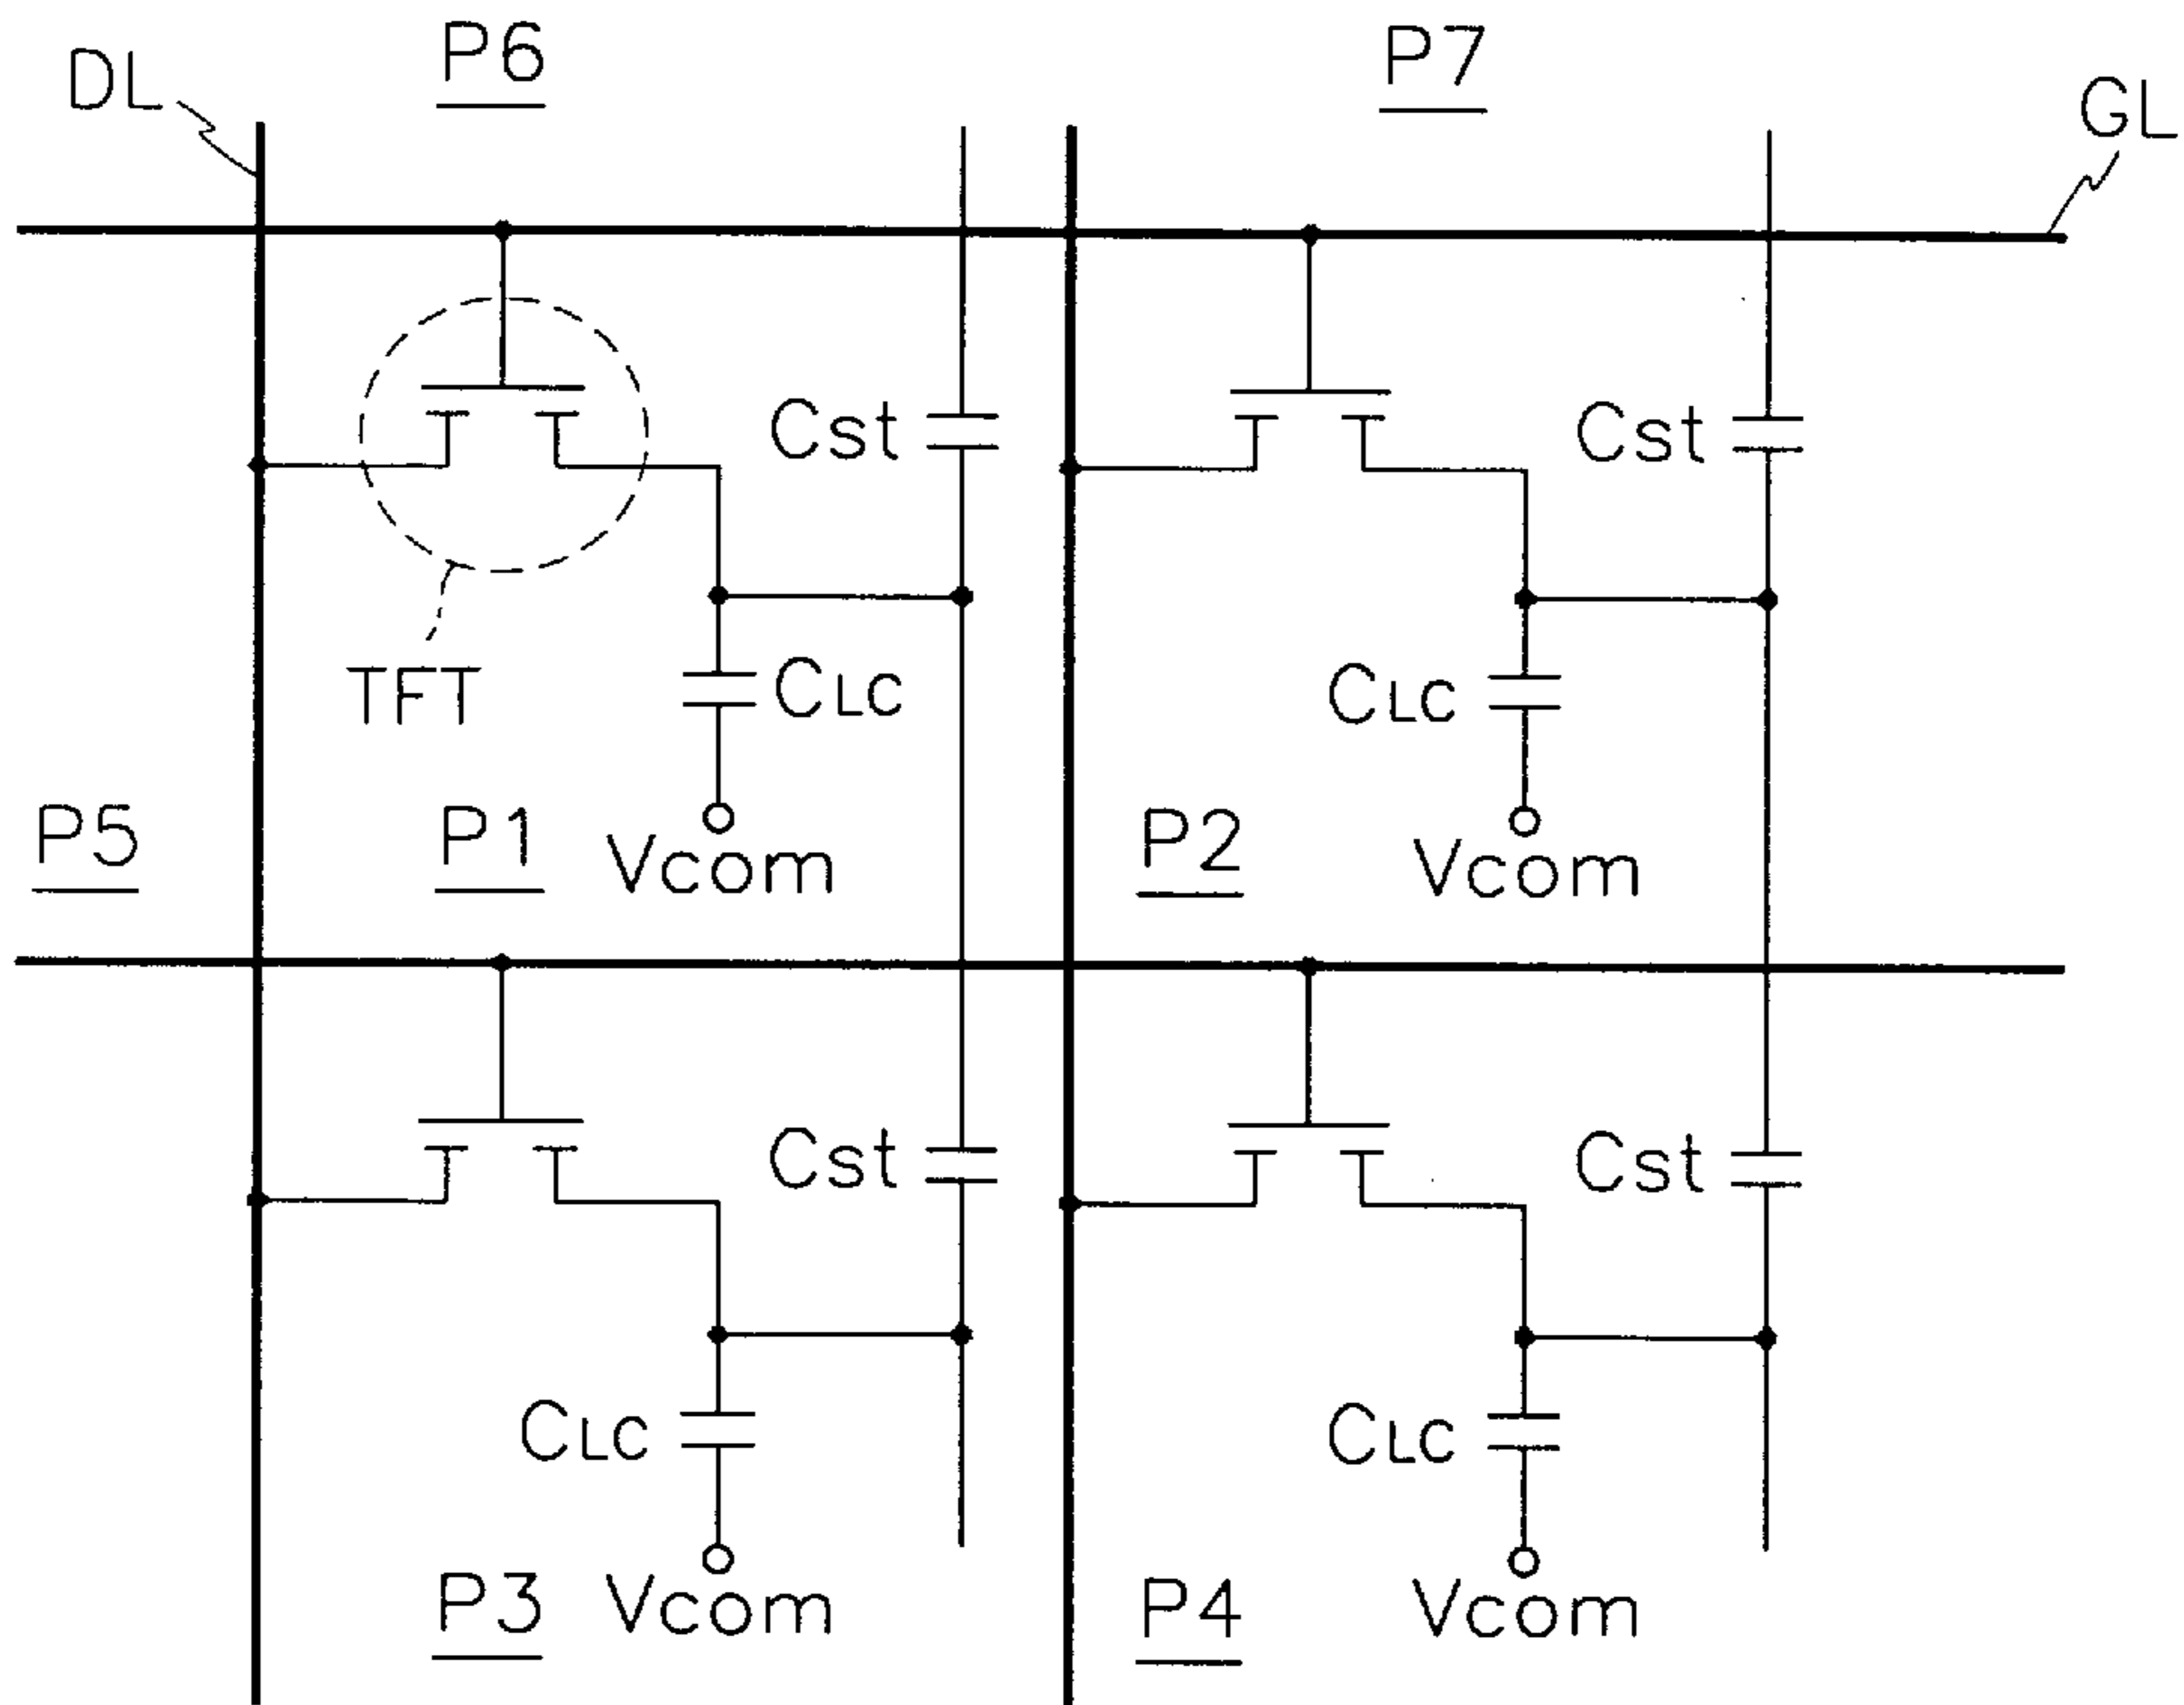 P6
P7
DL
GL
Cst
Cst
TFT
CLC
CLC
P5
P1
Vcom
P2
Vcom
Cst
Cst
CLC
CLC
P3
Vcom
P4
Vcom